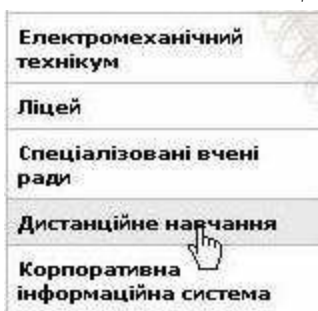 Електромеханічний
технікум
Ліцей
Спеціалізовані вчені
ради
Дистанційне навчання
Корпоративна
інформаційна система